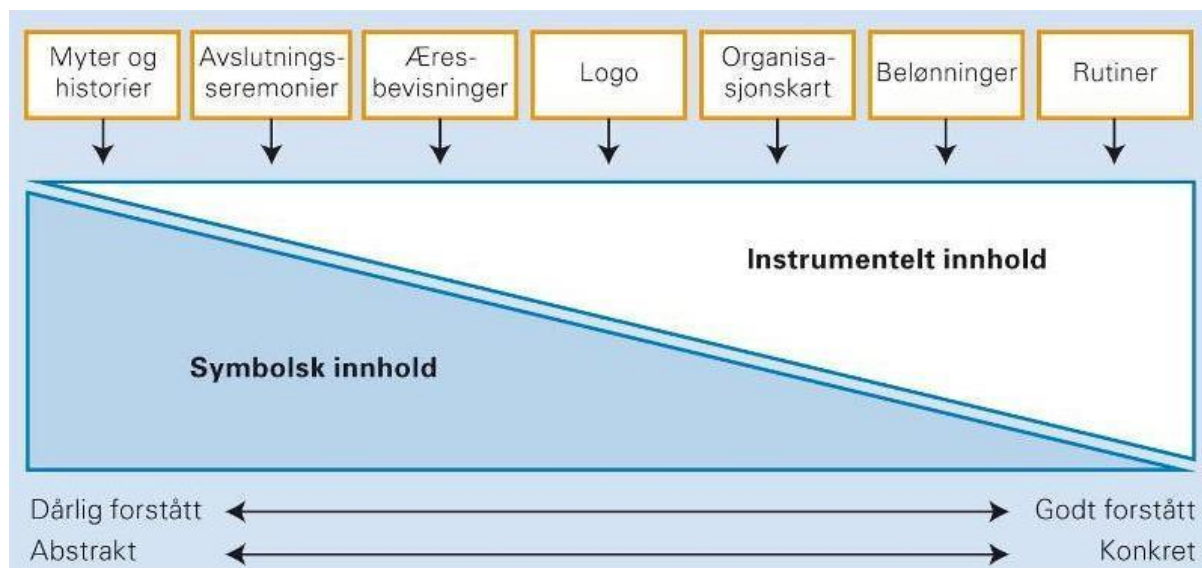 Myter og
historier
Avslutnings-
seremonier
Æres-
bevisninger
Logo
Organisa-
sjonskart
Belønninger
Rutiner
Instrumentelt innhold
Symbolsk innhold
Dårlig forstått
Godt forstått
Abstrakt
Konkret